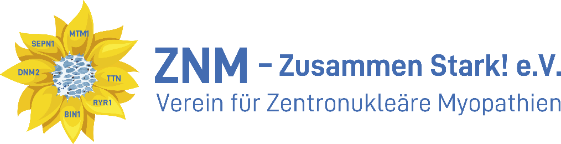 MTM1
SEPN1
DNM2
TTN
RYR1
BIN1
ZNM – Zusammen Stark! e.V.
Verein für Zentronukleäre Myopathien